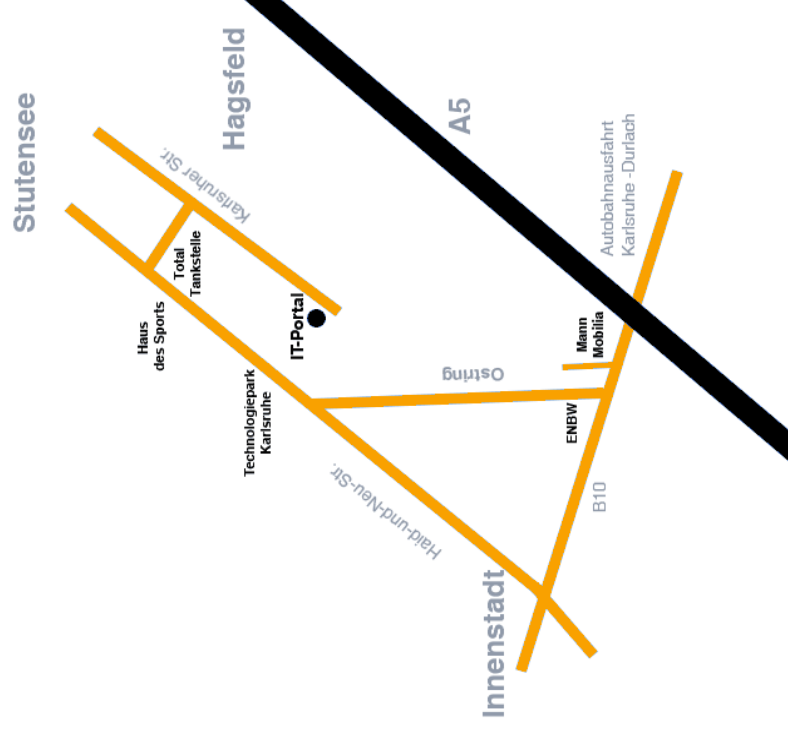 Stutensee
Hagsfeld
A5
Autobahnausfahrt
Karlsruhe -Durlach
Karlsruher Str.
Total
Tankstelle
Haus
des Sports
IT-Portal
Mann
Mobilia
Ostring
Technologiepark
Karlsruhe
ENBW
Haid-und-Neu-Str.
B10
Innenstadt